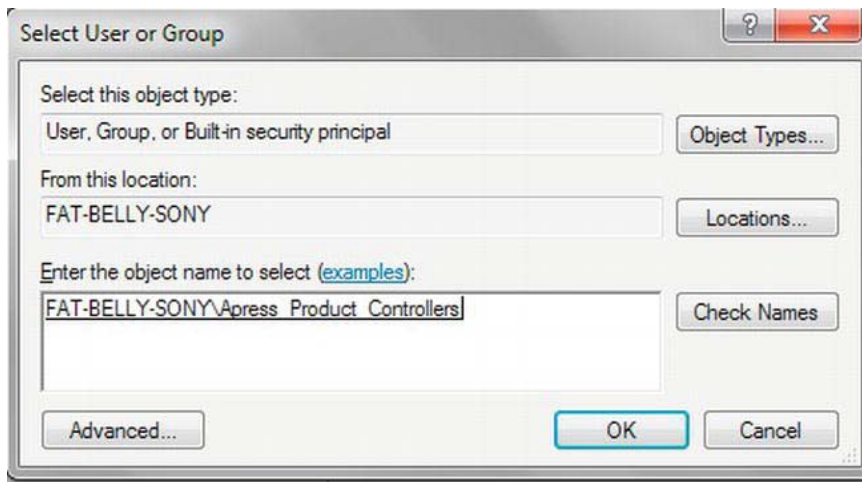 Select User or Group
Select this object type:
User, Group, or Built-in security principal
Object Types...
From this location:
FAT-BELLY-SONY
Locations...
Enter the object name to select (examples):
FAT-BELLY-SONY\Apress_Product_Controllers
Check Names
Advanced...
OK
Cancel